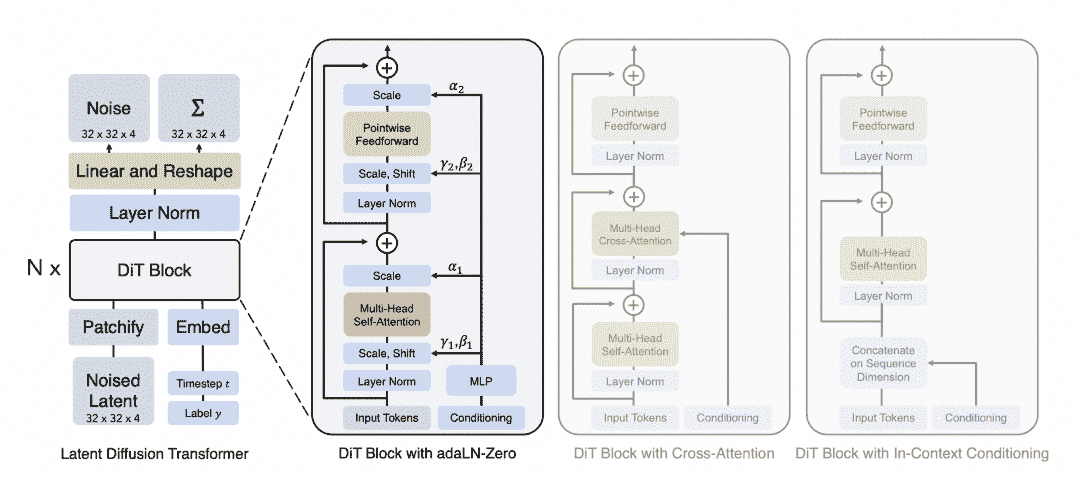 Noise
32 x 32 x 4
Σ
32 x 32 x 4
Linear and Reshape
Layer Norm
N x
DiT Block
Patchify
Embed
Noised
Latent
32 x 32 x 4
Timestep t
Label y
Latent Diffusion Transformer
+
Scale
α₂
Pointwise
Feedforward
Scale, Shift
γ₂,β₂
Layer Norm
+
Scale
α₁
Multi-Head
Self-Attention
Scale, Shift
γ₁,β₁
Layer Norm
MLP
Input Tokens
Conditioning
DiT Block with adaLN-Zero
+
Pointwise
Feedforward
Layer Norm
+
Multi-Head
Cross-Attention
Layer Norm
+
Multi-Head
Self-Attention
Layer Norm
Input Tokens
Conditioning
DiT Block with Cross-Attention
+
Pointwise
Feedforward
Layer Norm
+
Multi-Head
Self-Attention
Layer Norm
Concatenate
on Sequence
Dimension
Input Tokens
Conditioning
DiT Block with In-Context Conditioning